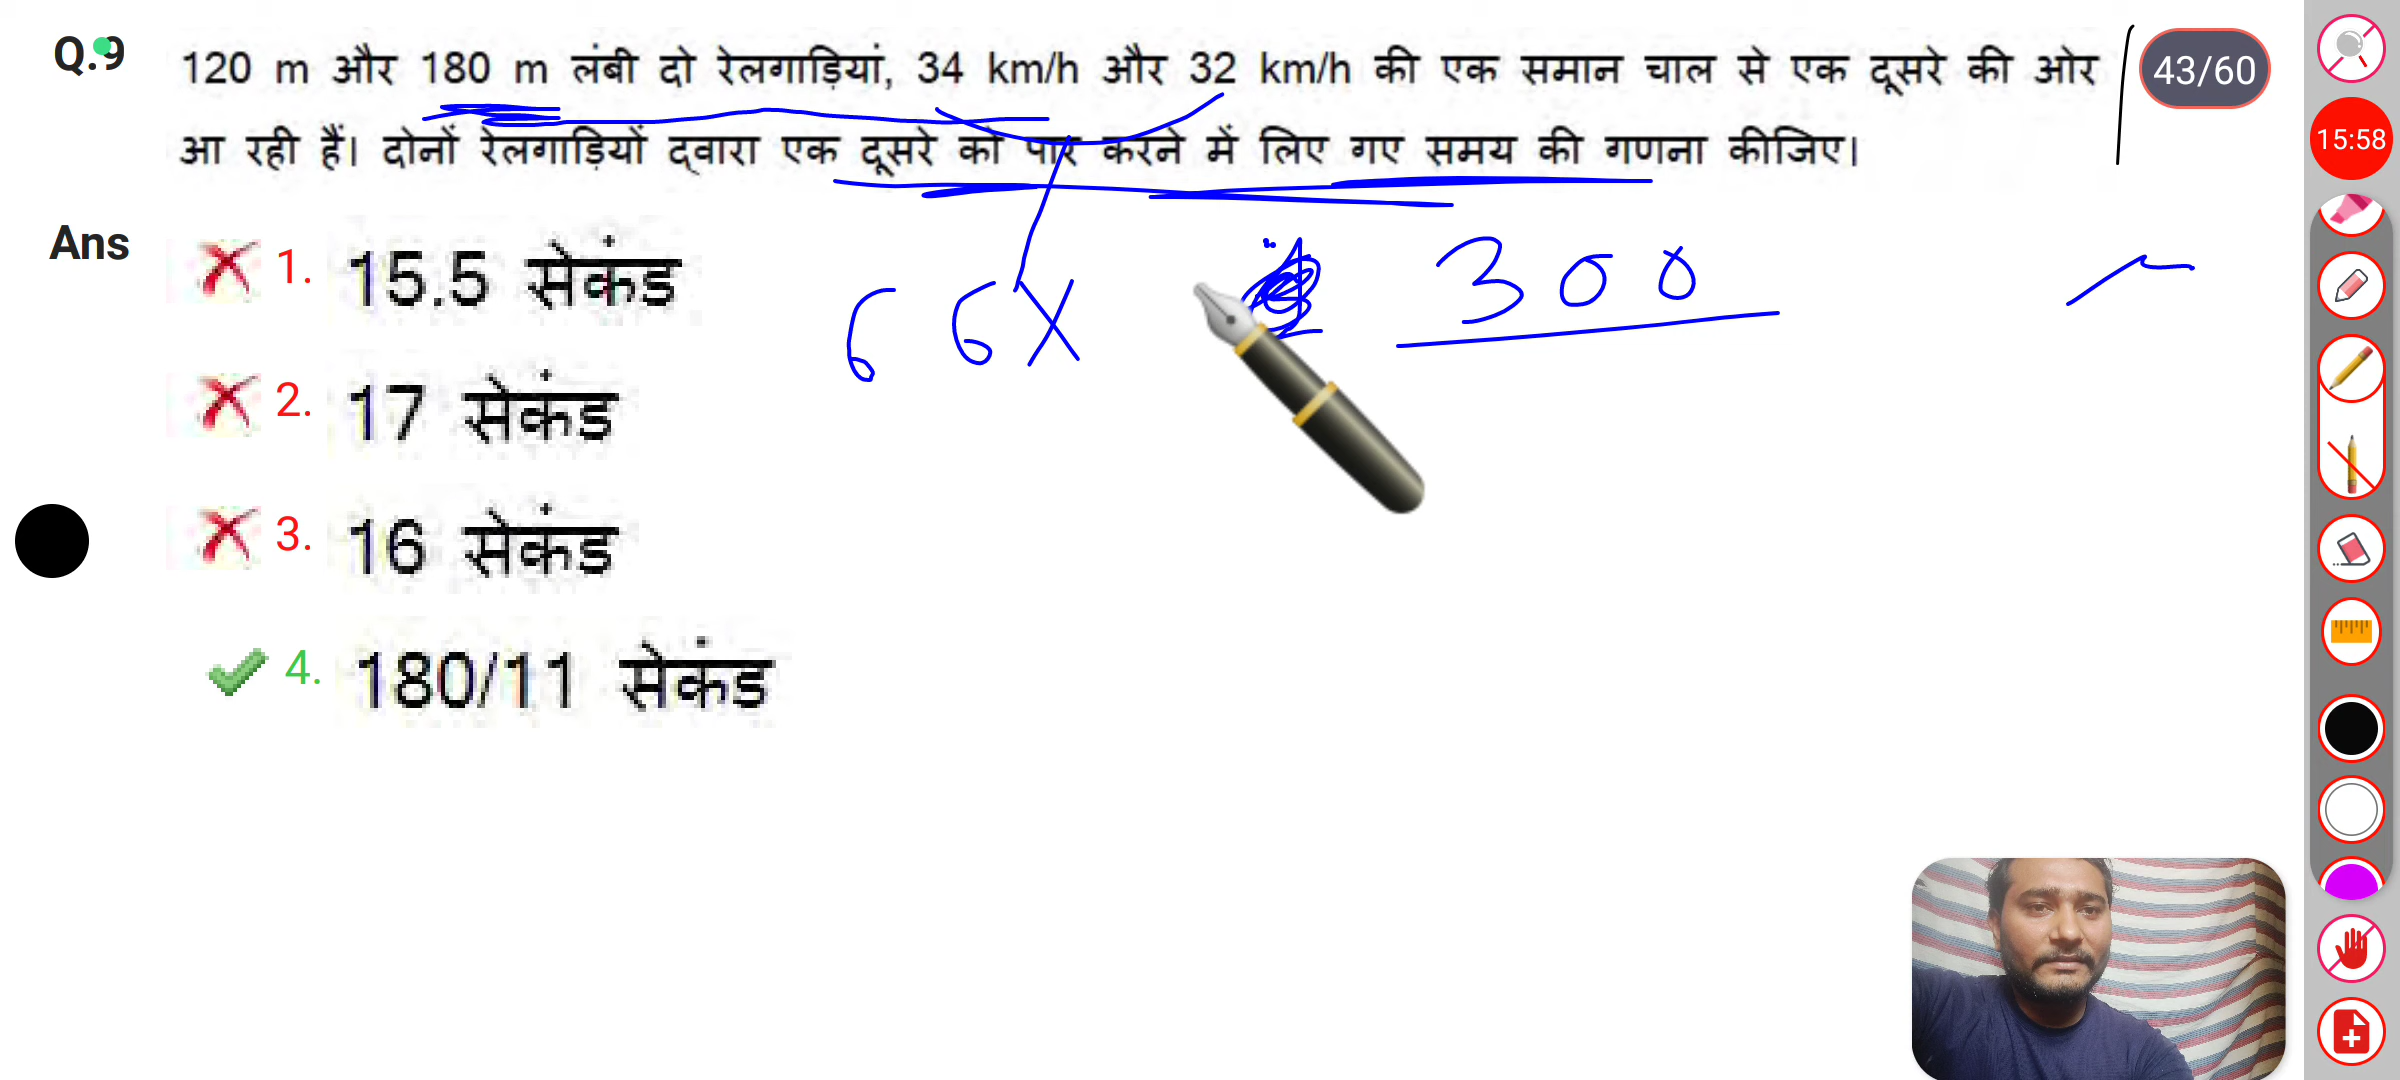 Q.9 120 m और 180 m लंबी दो रेलगाड़ियां, 34 km/h और 32 km/h की एक समान चाल से एक दूसरे की ओर
43/60
आ रही हैं। दोनों रेलगाड़ियों द्वारा एक दूसरे को पार करने में लिए गए समय की गणना कीजिए।
15:58
Ans
1. 15.5 सेकंड
66X
300
2. 17 सेकंड
3. 16 सेकंड
4. 180/11 सेकंड